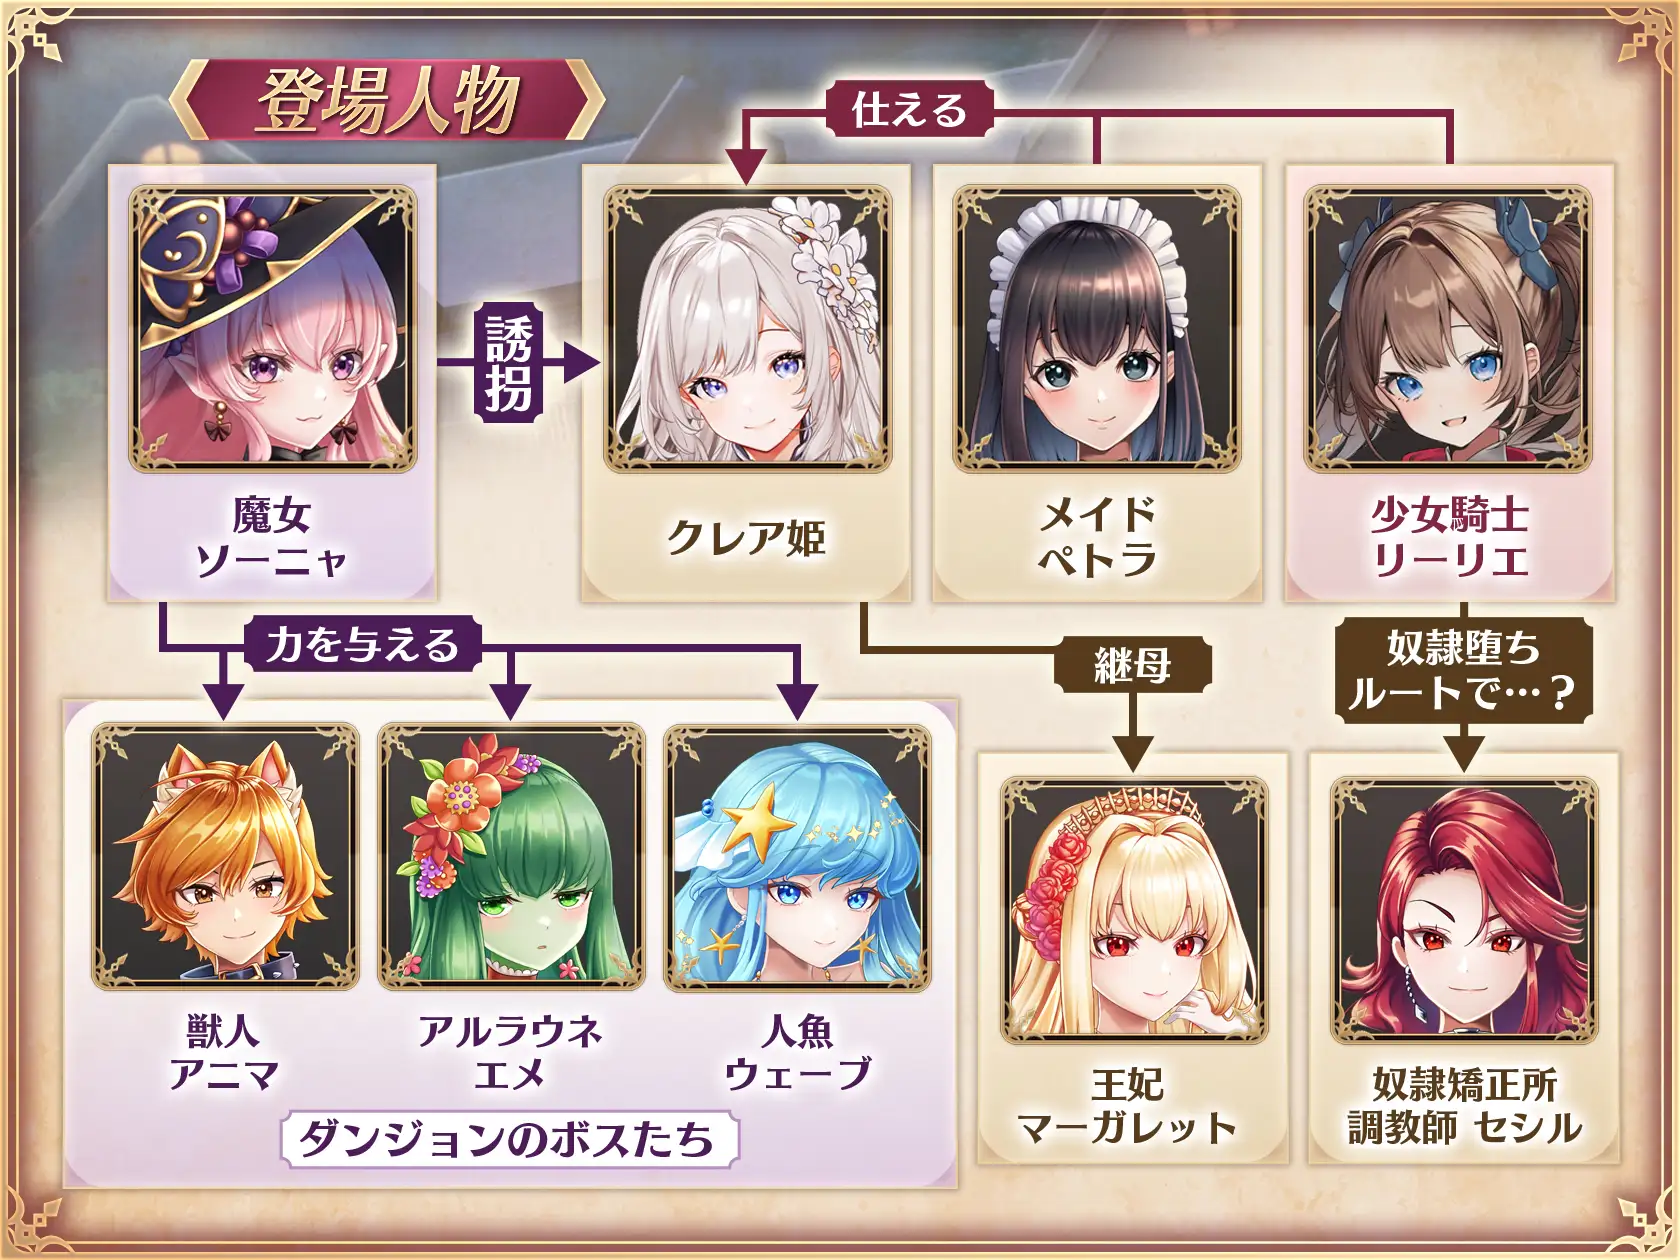 登場人物
仕える
誘拐
魔女
ソーニャ
クレア姫
メイド
ペトラ
少女騎士
リーリエ
力を与える
継母
奴隷堕ち
ルートで…？
獣人
アニマ
アルラウネ
エメ
人魚
ウェーブ
ダンジョンのボスたち
王妃
マーガレット
奴隷矯正所
調教師 セシル